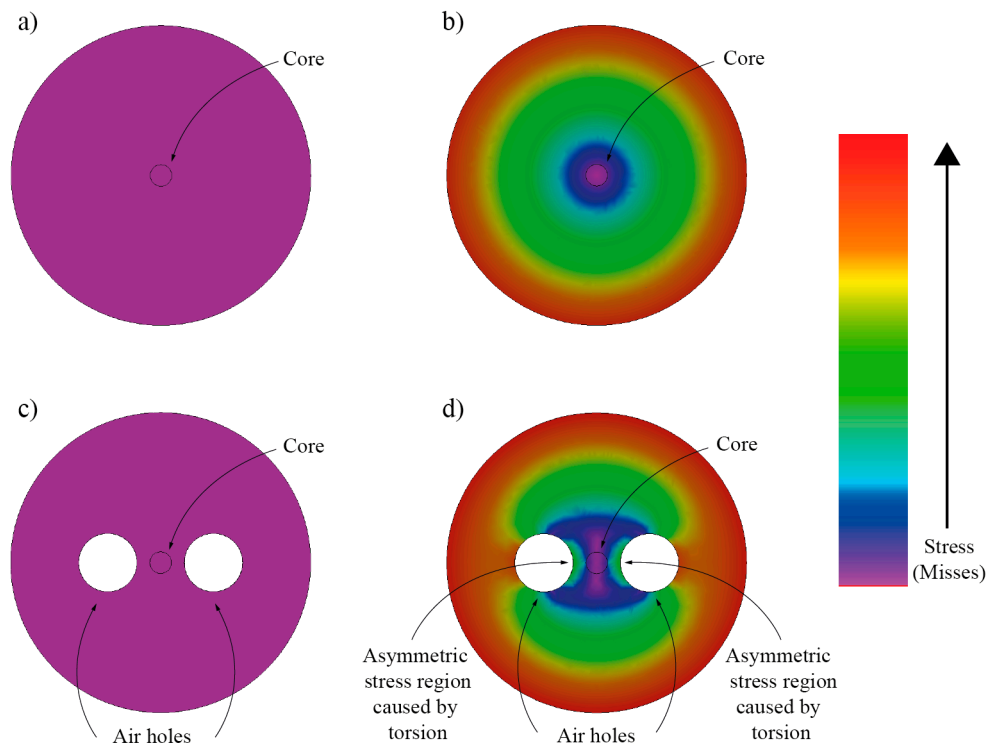 a)
Core
b)
Core
c)
Core
Air holes
d)
Core
Asymmetric
stress region
caused by
torsion
Air holes
Asymmetric
stress region
caused by
torsion
Stress
(Misses)